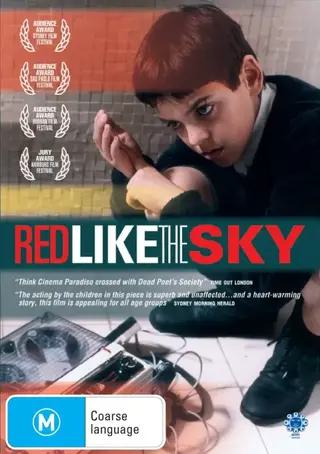 AUDIENCE
AWARD
SYDNEY FILM
FESTIVAL
AUDIENCE
AWARD
SAO PAULO FILM
FESTIVAL
AUDIENCE
AWARD
FESTIVAL
JURY
AWARD
HAMBURG FILM
FESTIVAL
RED LIKE THE SKY
"Think Cinema Paradiso crossed with Dead Poet's Society" TIME OUT LONDON
"The acting by the children in this piece is superb and unaffected...and a heart-warming
story, this film is appealing for all age groups" SYDNEY MORNING HERALD
M
Coarse
language